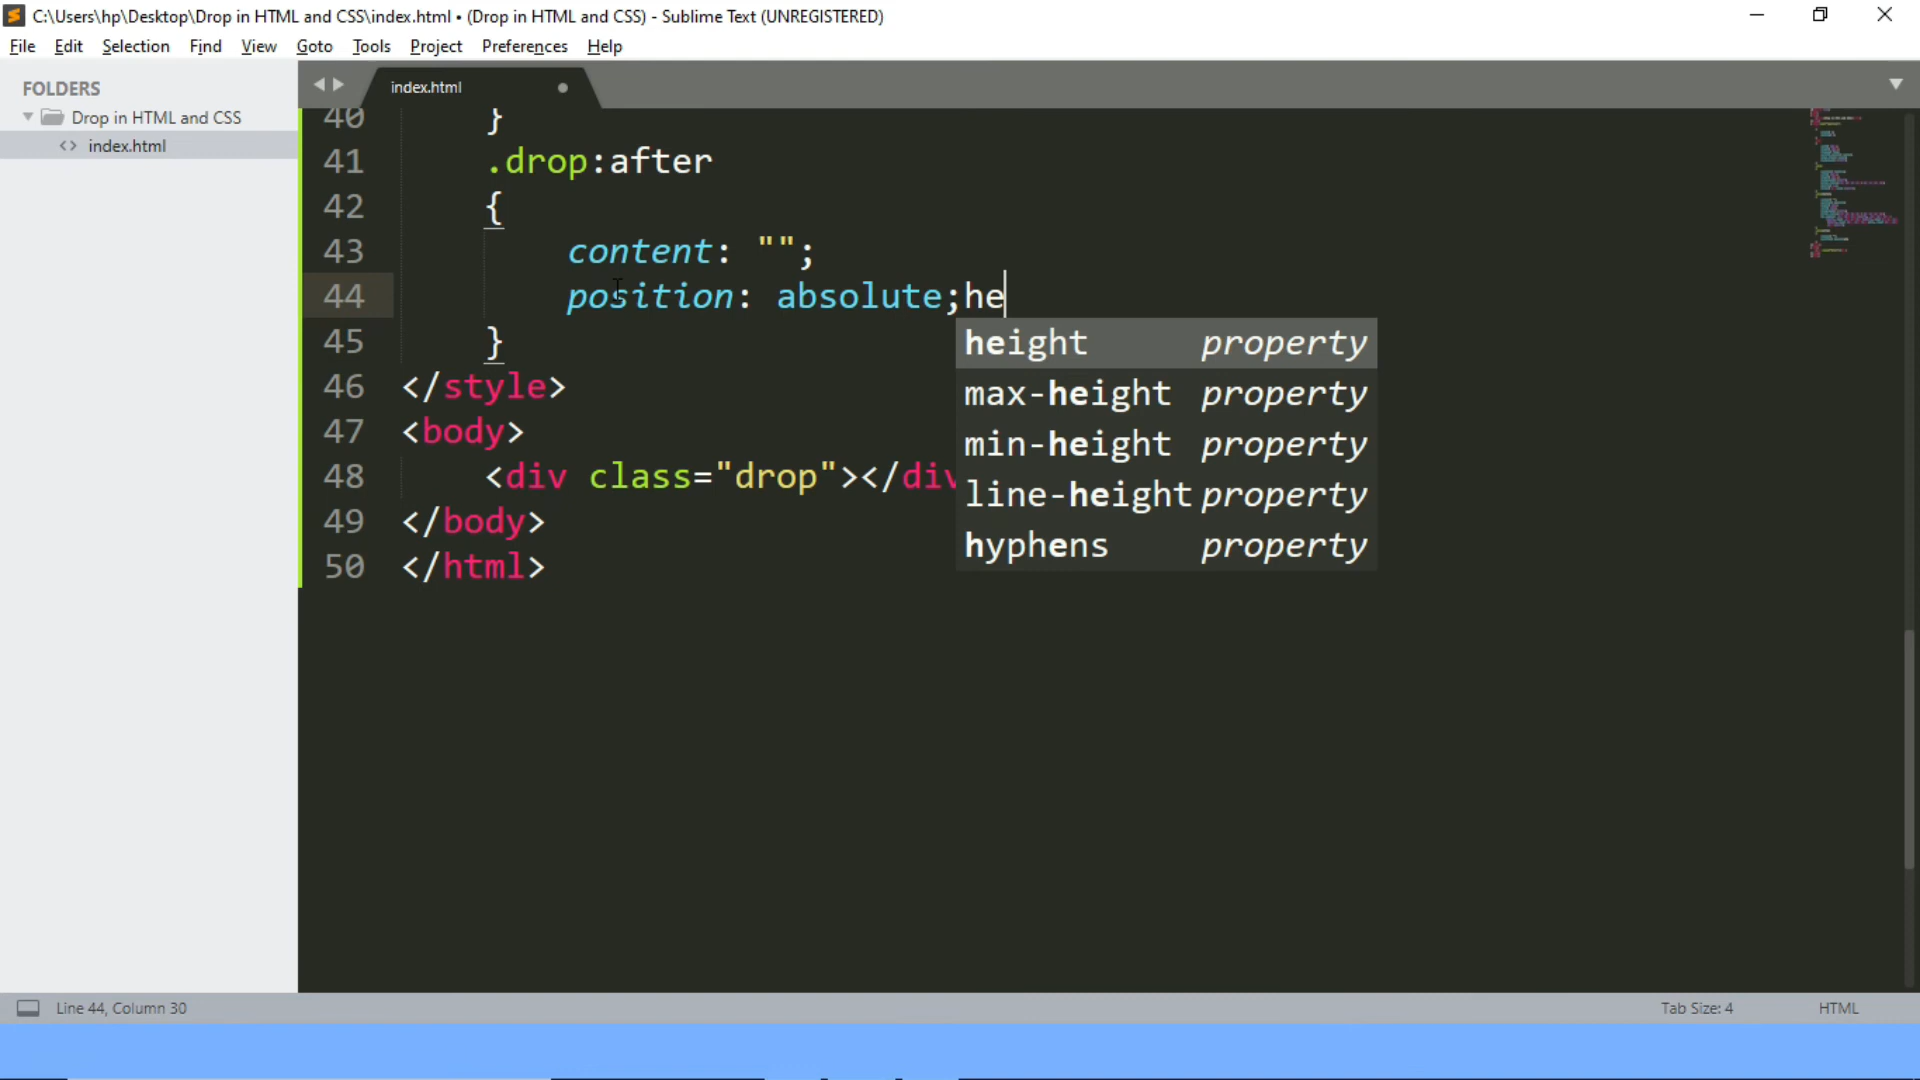 C:\Users\hp\Desktop\Drop in HTML and CSS\index.html • (Drop in HTML and CSS) - Sublime Text (UNREGISTERED)
File Edit Selection Find View Goto Tools Project Preferences Help
FOLDERS
Drop in HTML and CSS
<> index.html
index.html
40 }
41 .drop:after
42 {
43 content: "";
44 position: absolute;he
45 }
46 </style>
47 <body>
48 <div class="drop"></div
49 </body>
50 </html>
height property
max-height property
min-height property
line-height property
hyphens property
Line 44, Column 30
Tab Size: 4
HTML